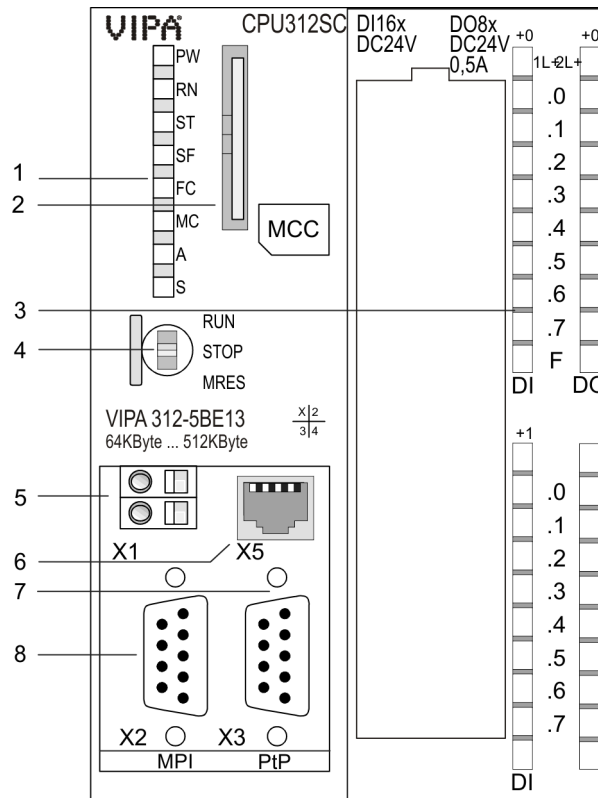 VIPA CPU312SC
DI16x DO8x
DC24V DC24V
0,5A
+0 +0
1L+ 2L+
PW
RN
ST
SF
FC
MC
A
S
MCC
.0
.1
.2
.3
.4
.5
.6
.7
F
DI DO
1
2
3
4
RUN
STOP
MRES
VIPA 312-5BE13
64KByte ... 512KByte
X 2
3 4
+1
.0
.1
.2
.3
.4
.5
.6
.7
DI
5
6
7
8
X1 X5
X2 X3
MPI PtP